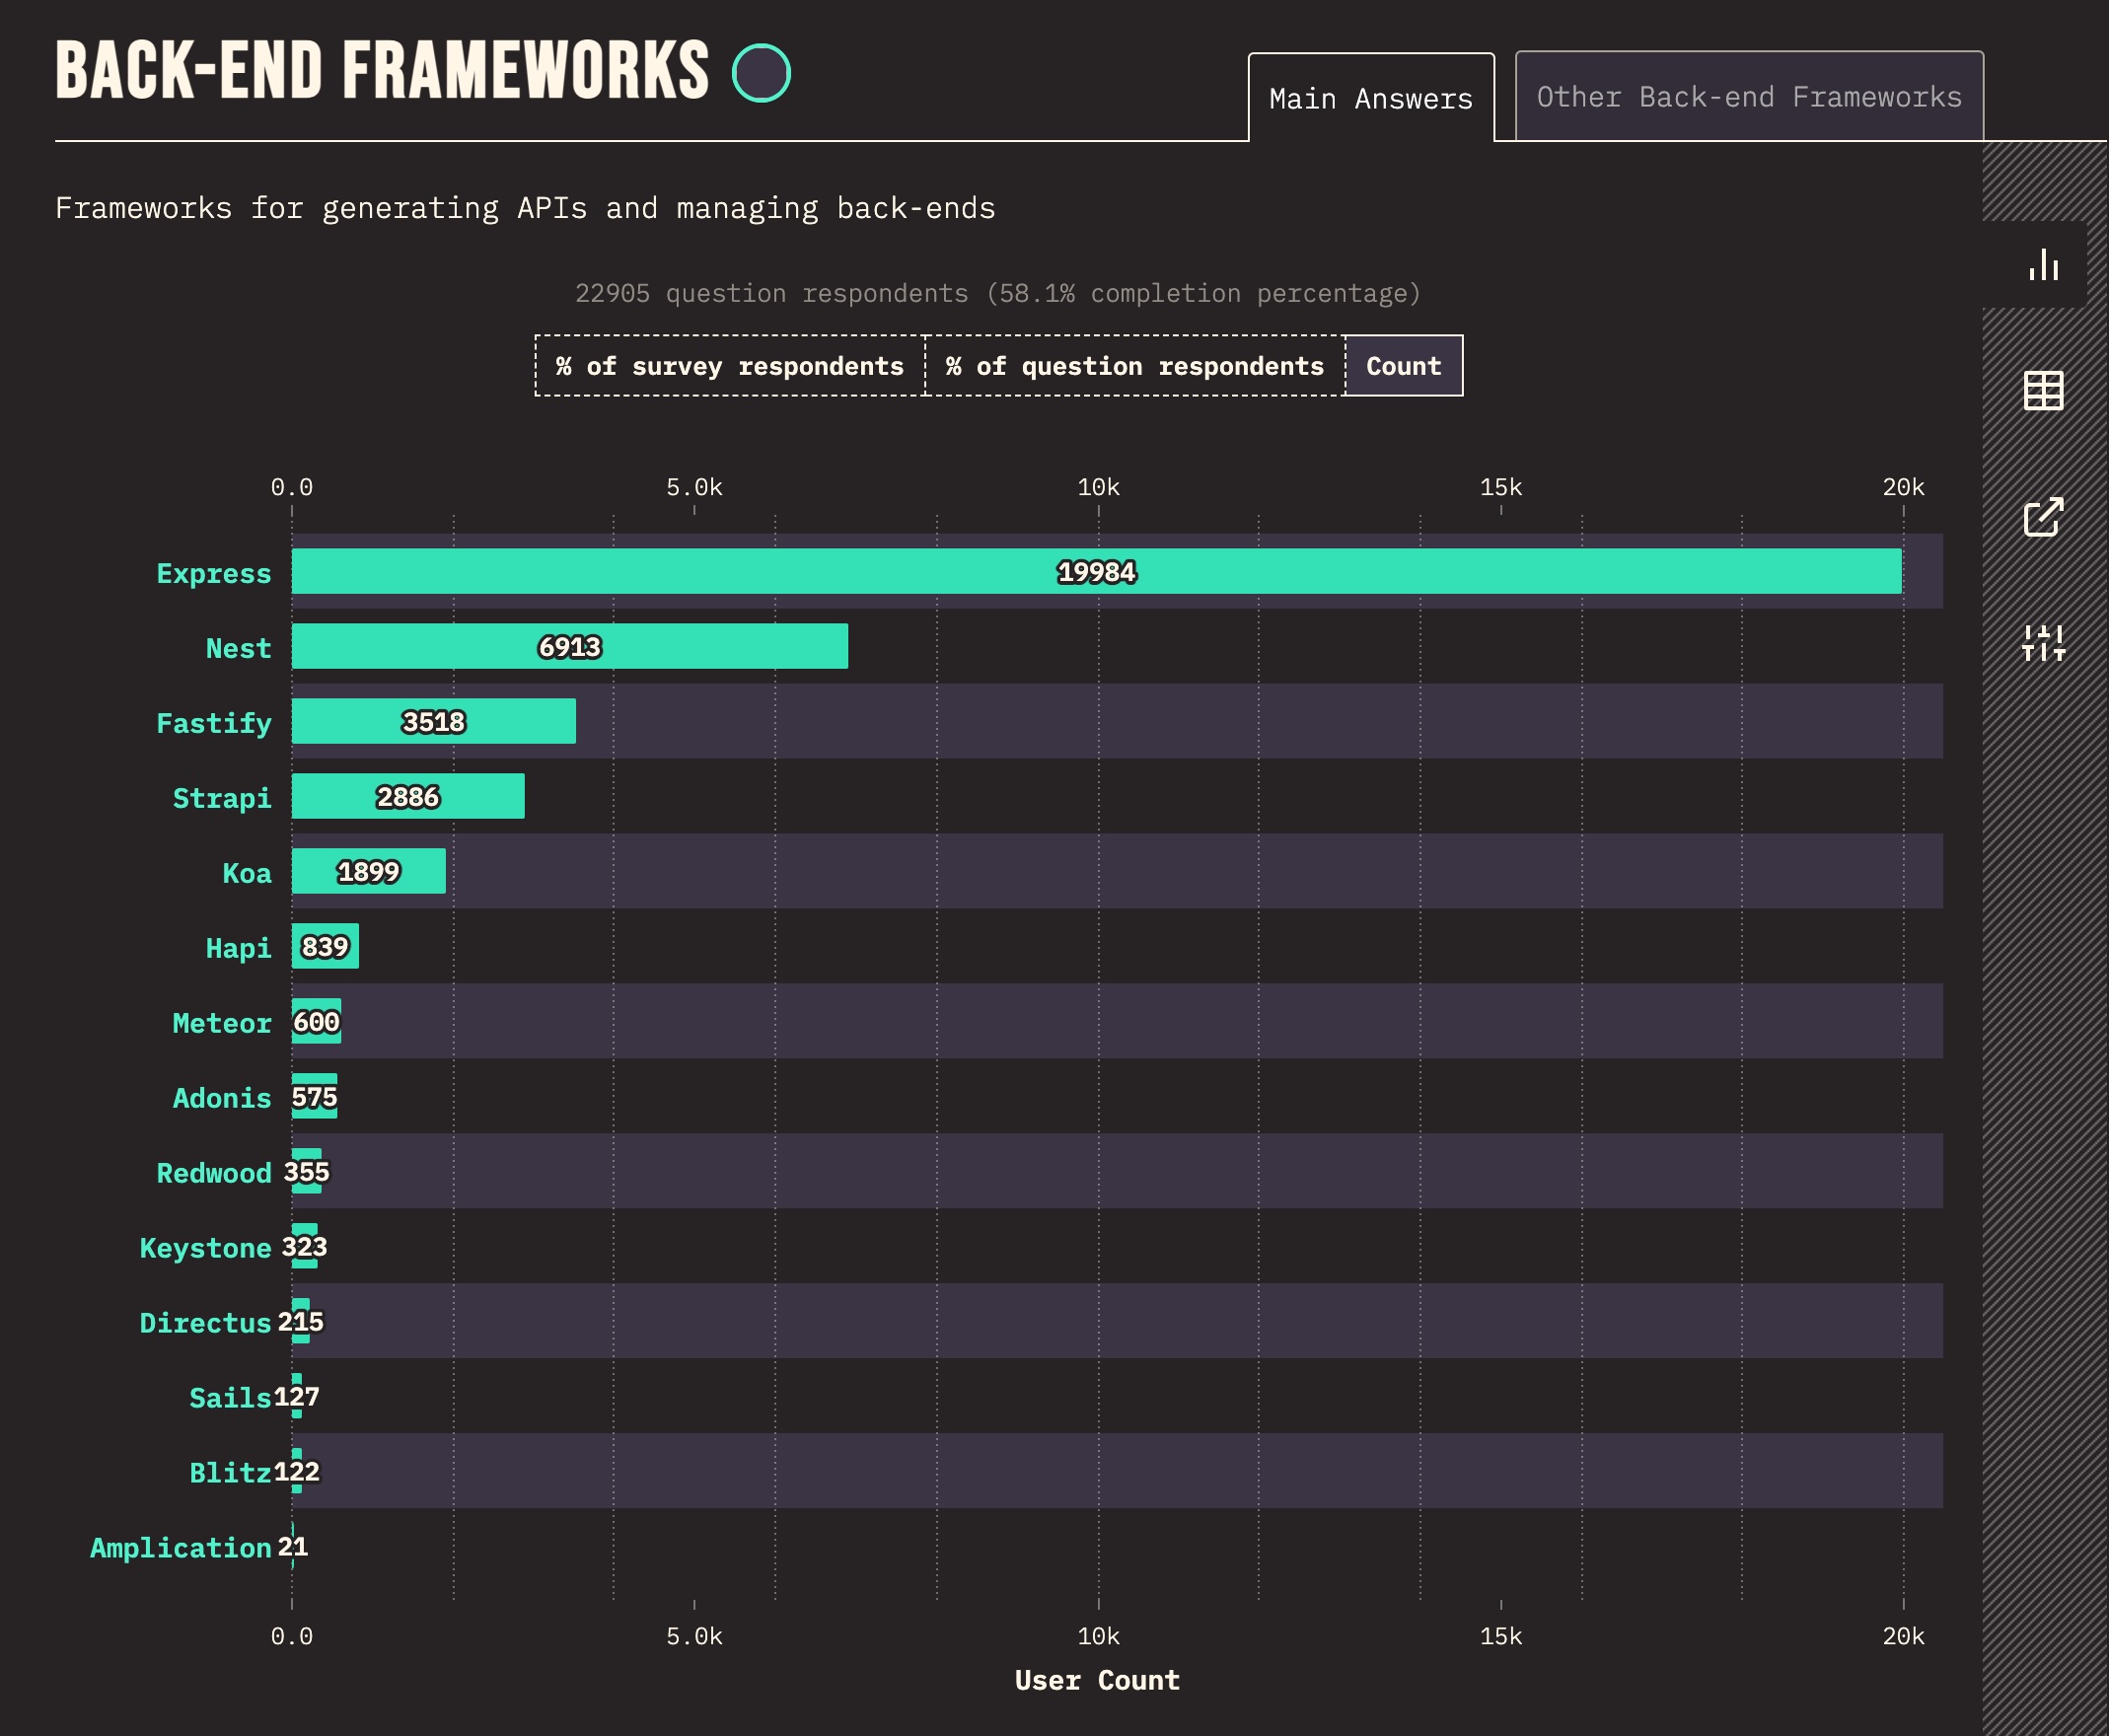 BACK-END FRAMEWORKS
Main Answers
Other Back-end Frameworks
Frameworks for generating APIs and managing back-ends
22905 question respondents (58.1% completion percentage)
% of survey respondents % of question respondents Count
0.0 5.0k 10k 15k 20k
Express 19984
Nest 6913
Fastify 3518
Strapi 2886
Koa 1899
Hapi 839
Meteor 600
Adonis 575
Redwood 355
Keystone 323
Directus 215
Sails 127
Blitz 122
Amplication 21
0.0 5.0k 10k 15k 20k
User Count